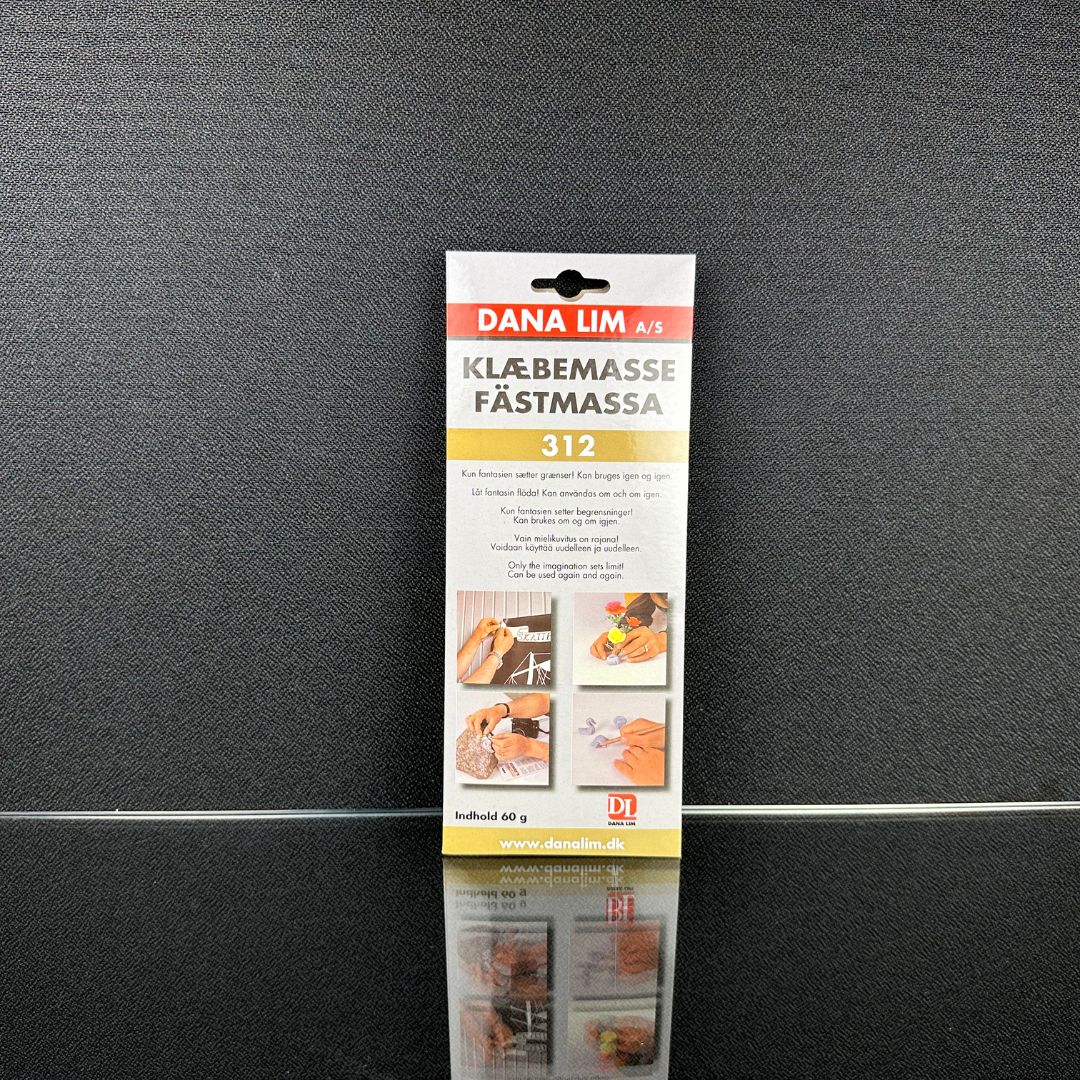 DANA LIM A/S
KLÆBEMASSE
FÄSTMASSA
312
Kun fantasien sætter grænser! Kan bruges igen og igen.
Låt fantasin flöda! Kan användas om och om igen.
Kun fantasien setter begrensninger!
Kan brukes om og om igjen.
Vain mielikuvitus on rajana!
Voidaan käyttää uudelleen ja uudelleen.
Only the imagination sets limit!
Can be used again and again.
Indhold 60 g
DL
DANA LIM
www.danalim.dk